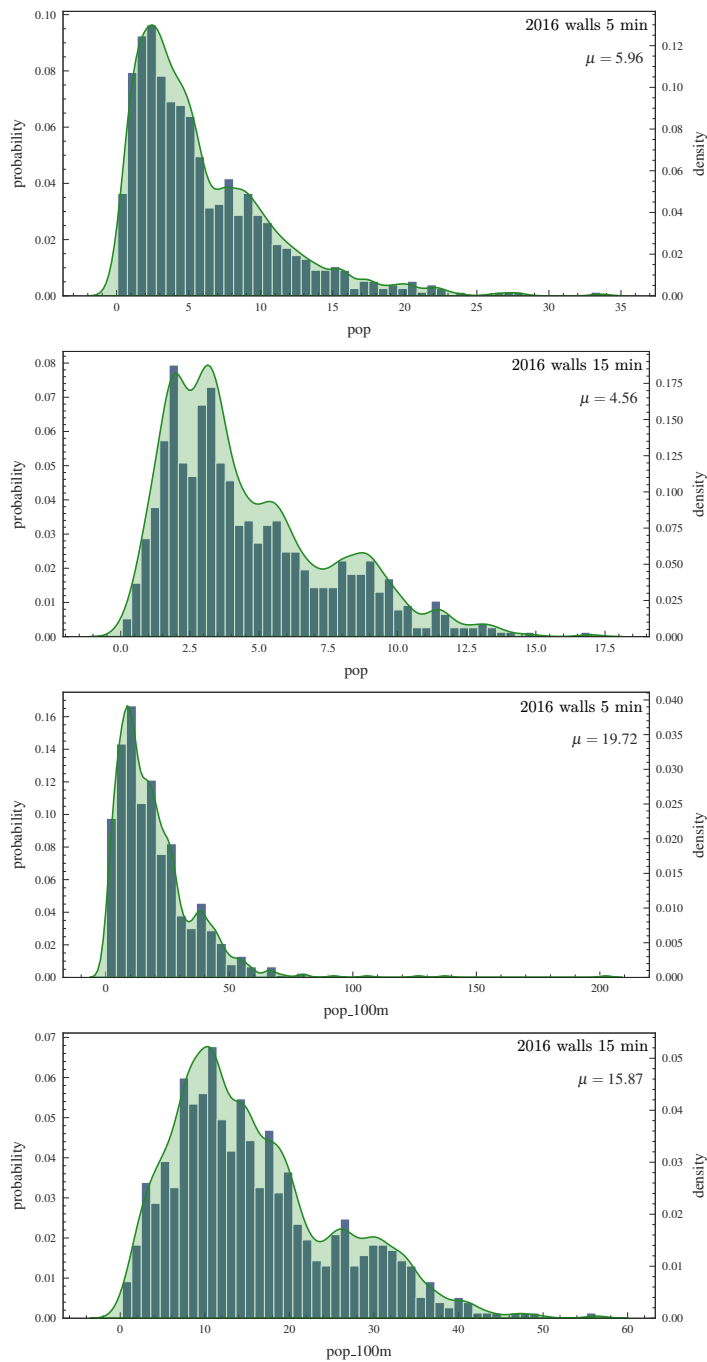 2016 walls 5 min
μ = 5.96
0.10
0.08
0.06
0.04
0.02
0.00
probability
0.12
0.10
0.08
0.06
0.04
0.02
0.00
density
0 5 10 15 20 25 30 35
pop
2016 walls 15 min
μ = 4.56
0.08
0.07
0.06
0.05
0.04
0.03
0.02
0.01
0.00
probability
0.175
0.150
0.125
0.100
0.075
0.050
0.025
0.000
density
0.0 2.5 5.0 7.5 10.0 12.5 15.0 17.5
pop
2016 walls 5 min
μ = 19.72
0.16
0.14
0.12
0.10
0.08
0.06
0.04
0.02
0.00
probability
0.040
0.035
0.030
0.025
0.020
0.015
0.010
0.005
0.000
density
0 50 100 150 200
pop_100m
2016 walls 15 min
μ = 15.87
0.07
0.06
0.05
0.04
0.03
0.02
0.01
0.00
probability
0.05
0.04
0.03
0.02
0.01
0.00
density
0 10 20 30 40 50 60
pop_100m